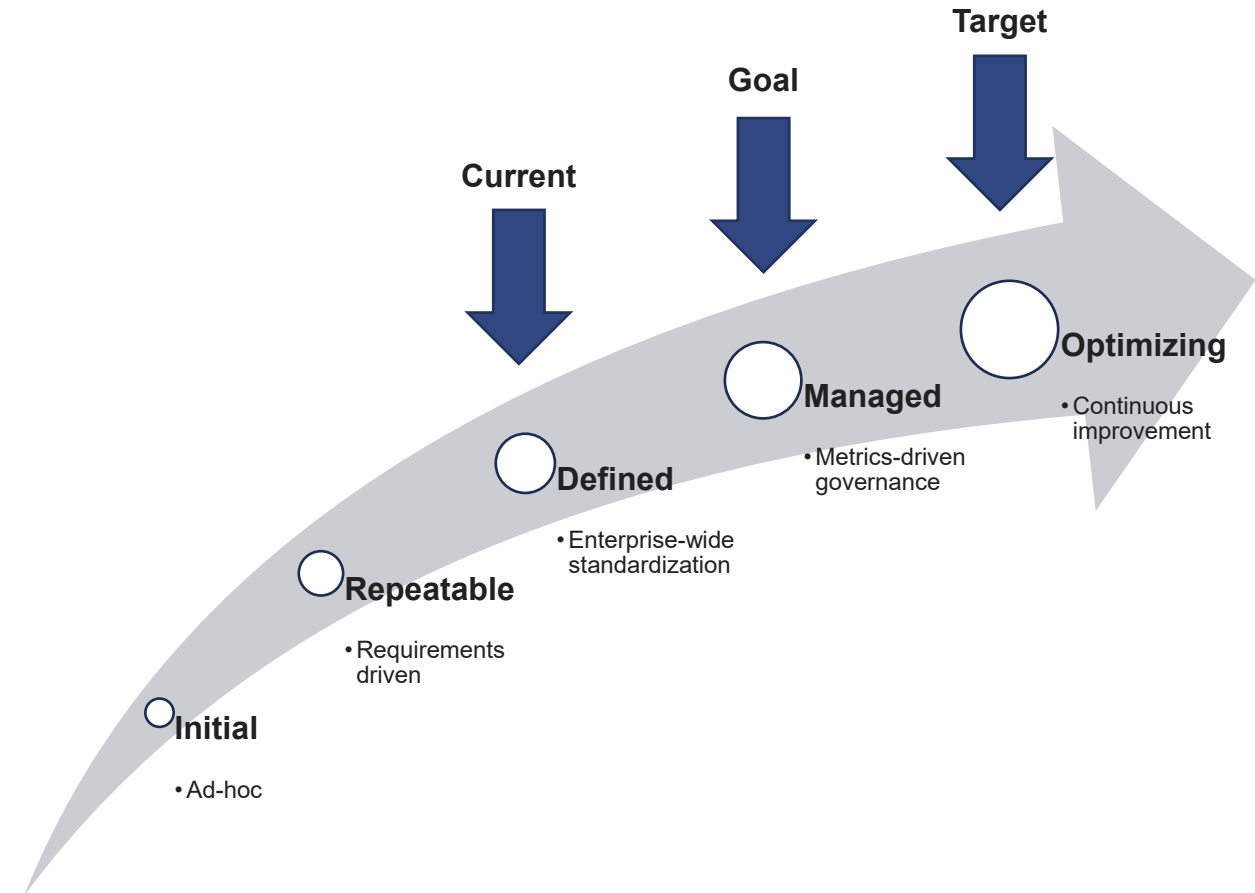 Target
Goal
Current
Optimizing
• Continuous
improvement
Managed
• Metrics-driven
governance
Defined
• Enterprise-wide
standardization
Repeatable
• Requirements
driven
Initial
• Ad-hoc